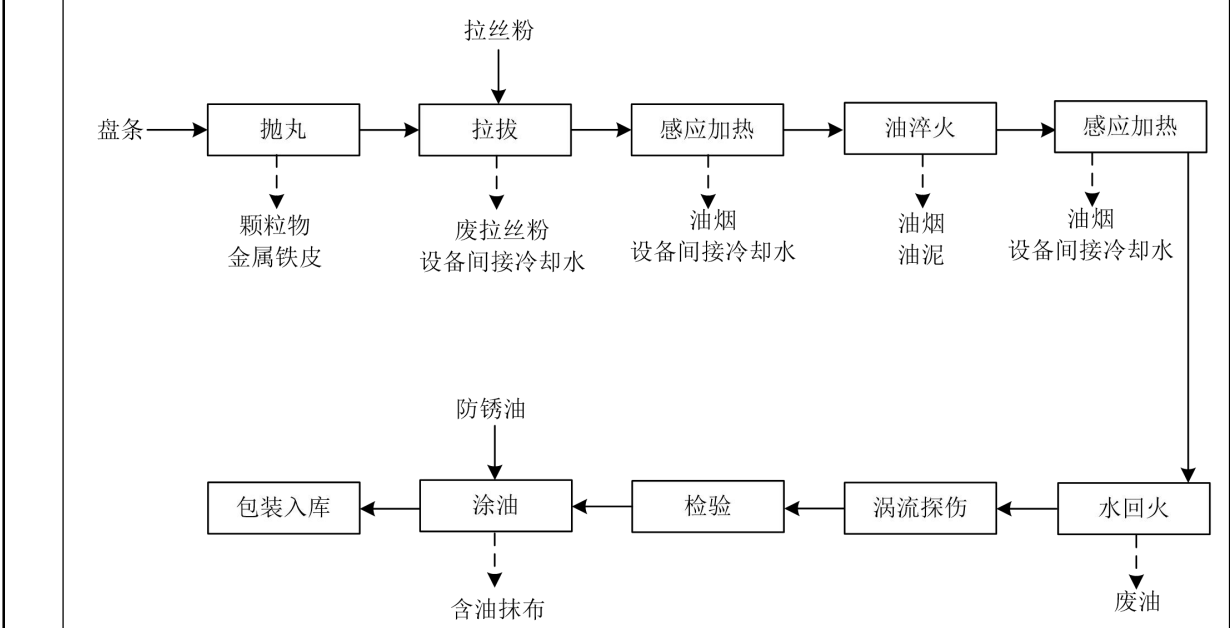 拉丝粉
盘条
抛丸
拉拔
感应加热
油淬火
感应加热
颗粒物
金属铁皮
废拉丝粉
设备间接冷却水
油烟
设备间接冷却水
油烟
油泥
油烟
设备间接冷却水
防锈油
包装入库
涂油
检验
涡流探伤
水回火
含油抹布
废油